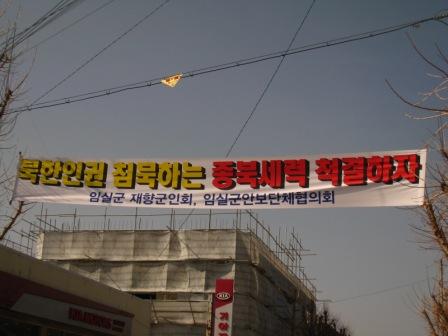 북한인권 침묵하는 종북세력 척결하자
임실군 재향군인회, 임실군안보단체협의회
KIA